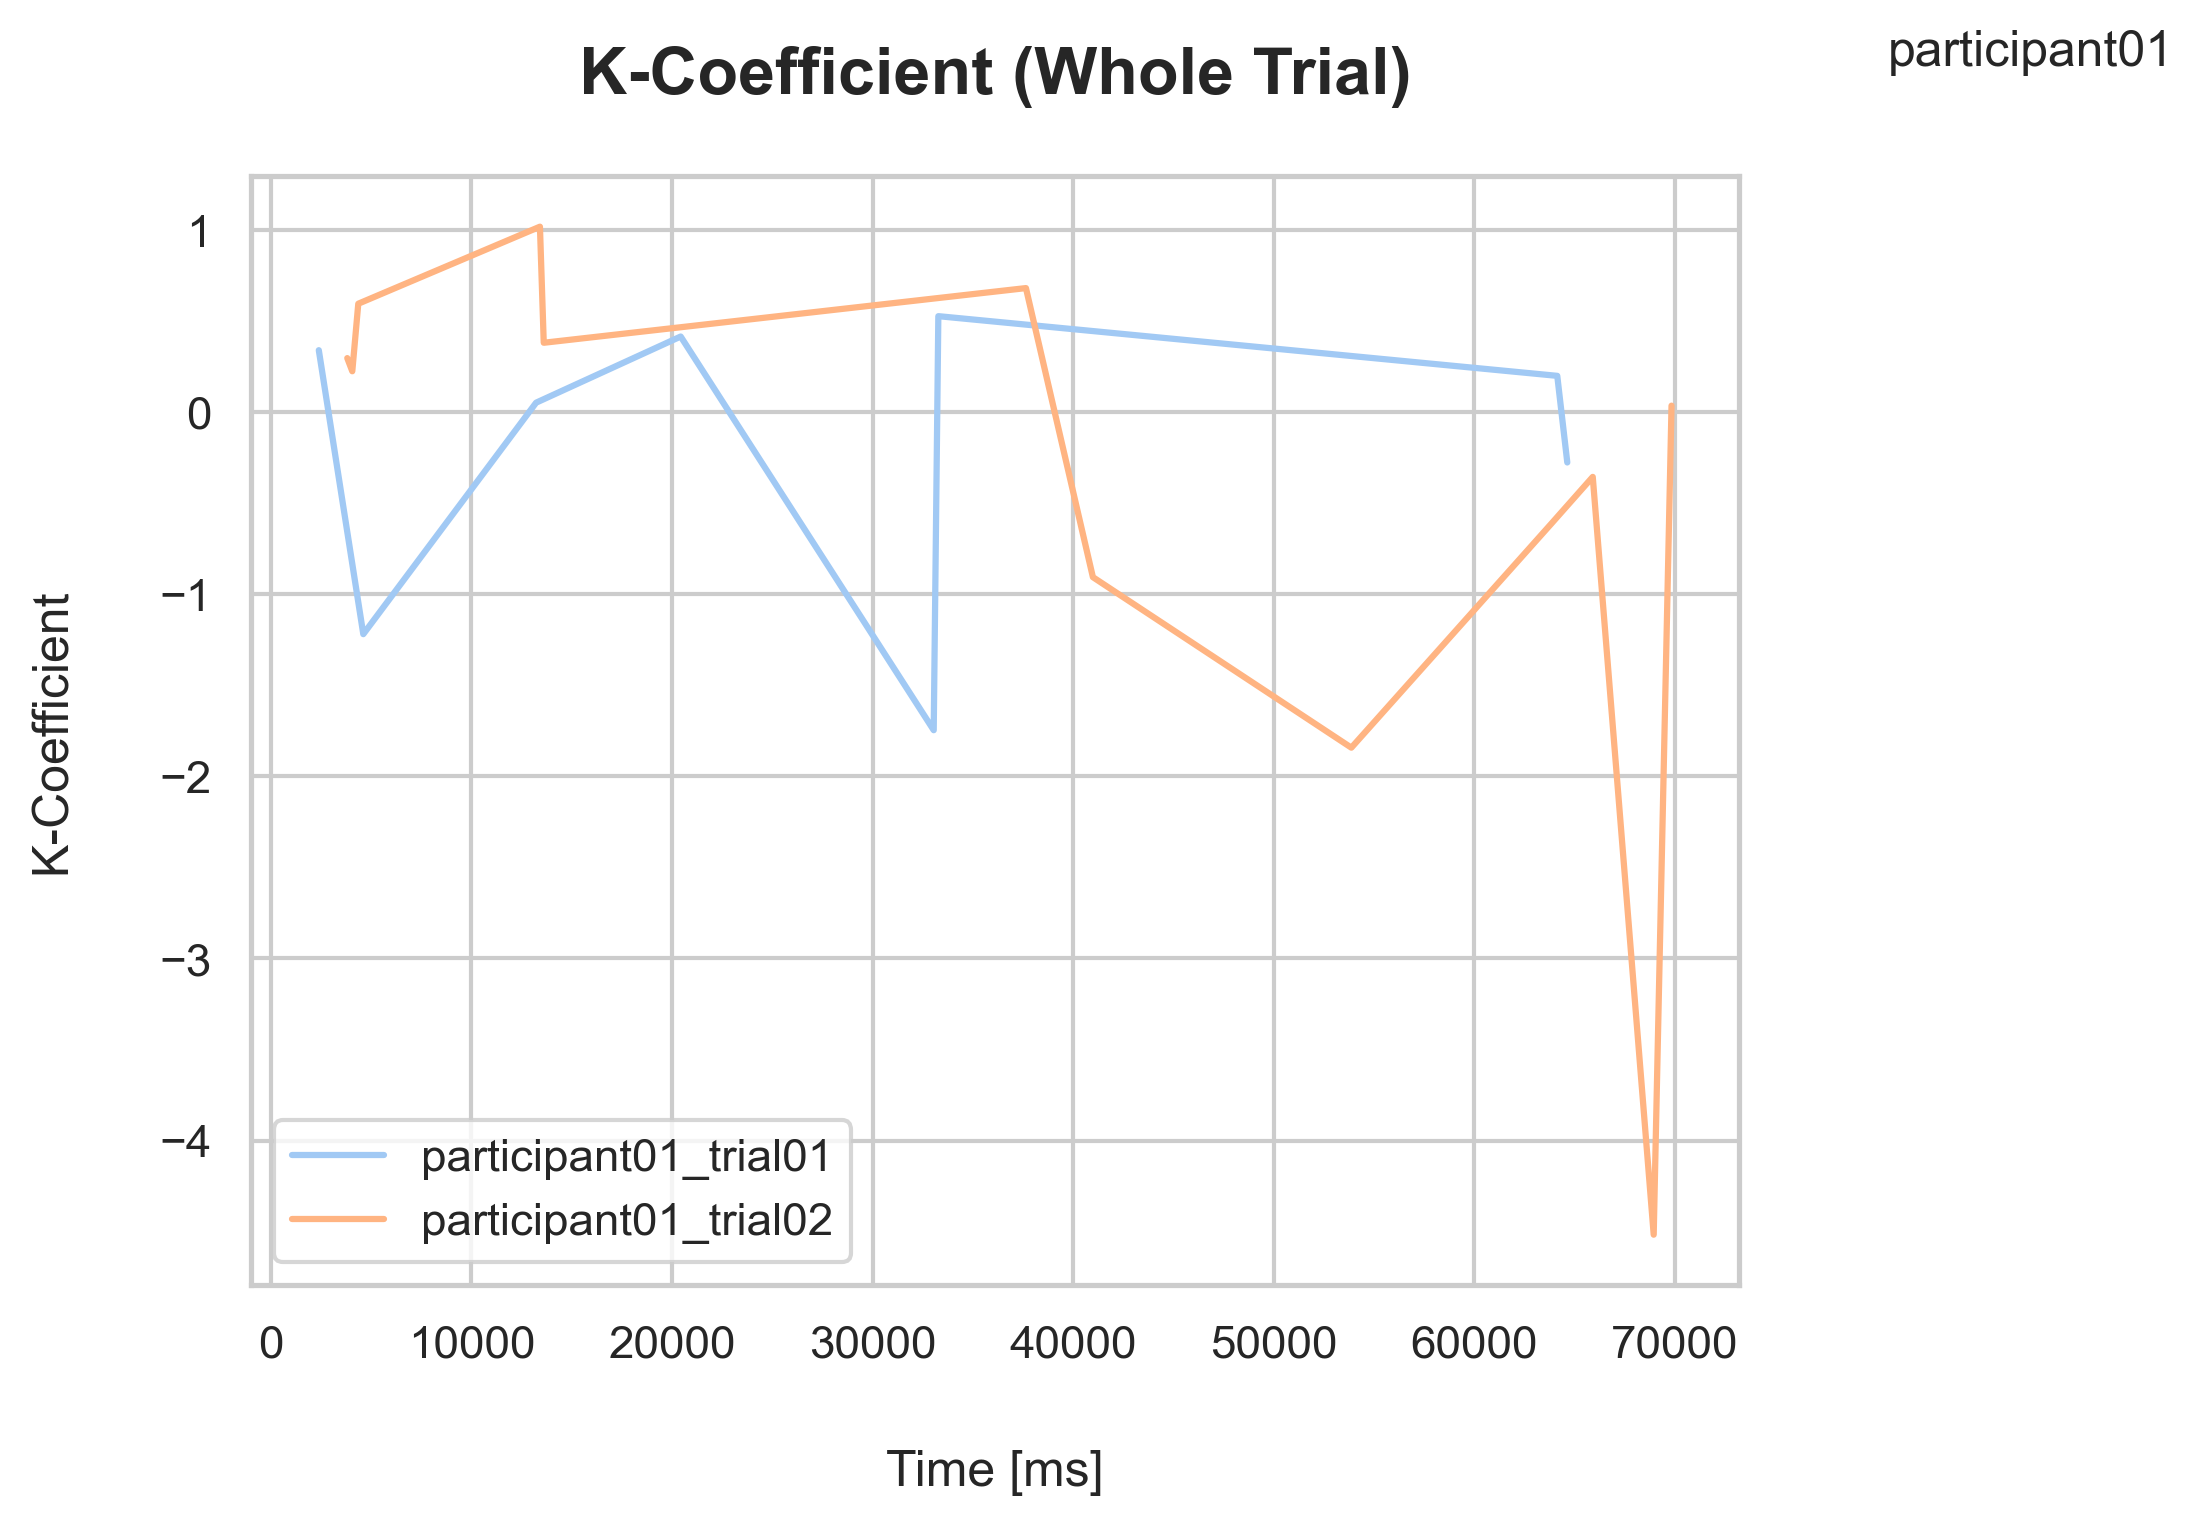 participant01
K-Coefficient (Whole Trial)
K-Coefficient
1
0
−1
−2
−3
−4
participant01_trial01
participant01_trial02
0 10000 20000 30000 40000 50000 60000 70000
Time [ms]